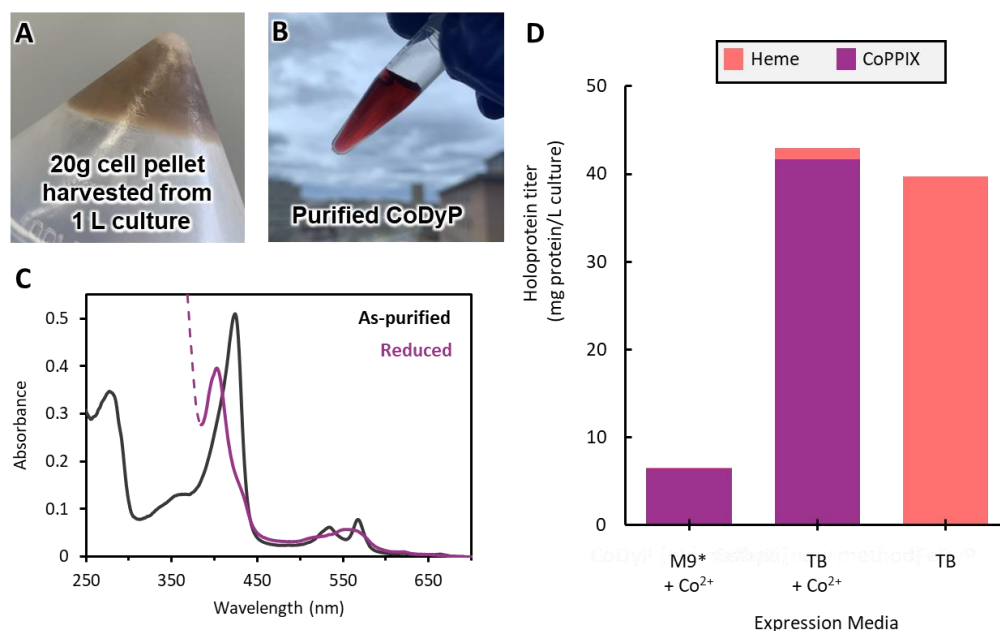 A
20g cell pellet
harvested from
1 L culture
B
Purified CoDyP
C
As-purified
Reduced
0.5
0.4
0.3
0.2
0.1
0
250
350
450
550
650
Absorbance
Wavelength (nm)
D
Heme
CoPPIX
50
40
30
20
10
0
Holoprotein titer
(mg protein/L culture)
M9*
+ Co²⁺
TB
+ Co²⁺
TB
Expression Media